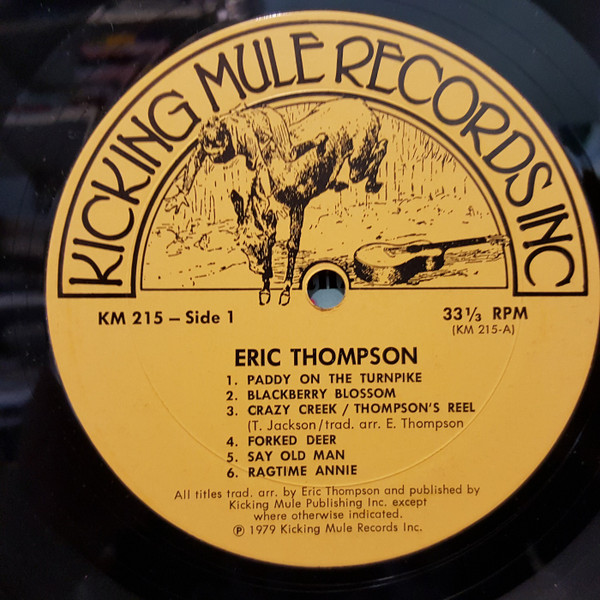 KICKING MULE RECORDS INC
KM 215 – Side 1
33⅓ RPM
(KM 215-A)
ERIC THOMPSON
1. PADDY ON THE TURNPIKE
2. BLACKBERRY BLOSSOM
3. CRAZY CREEK / THOMPSON'S REEL
(T. Jackson/trad. arr. E. Thompson
4. FORKED DEER
5. SAY OLD MAN
6. RAGTIME ANNIE
All titles trad. arr. by Eric Thompson and published by
Kicking Mule Publishing Inc. except
where otherwise indicated.
℗ 1979 Kicking Mule Records Inc.